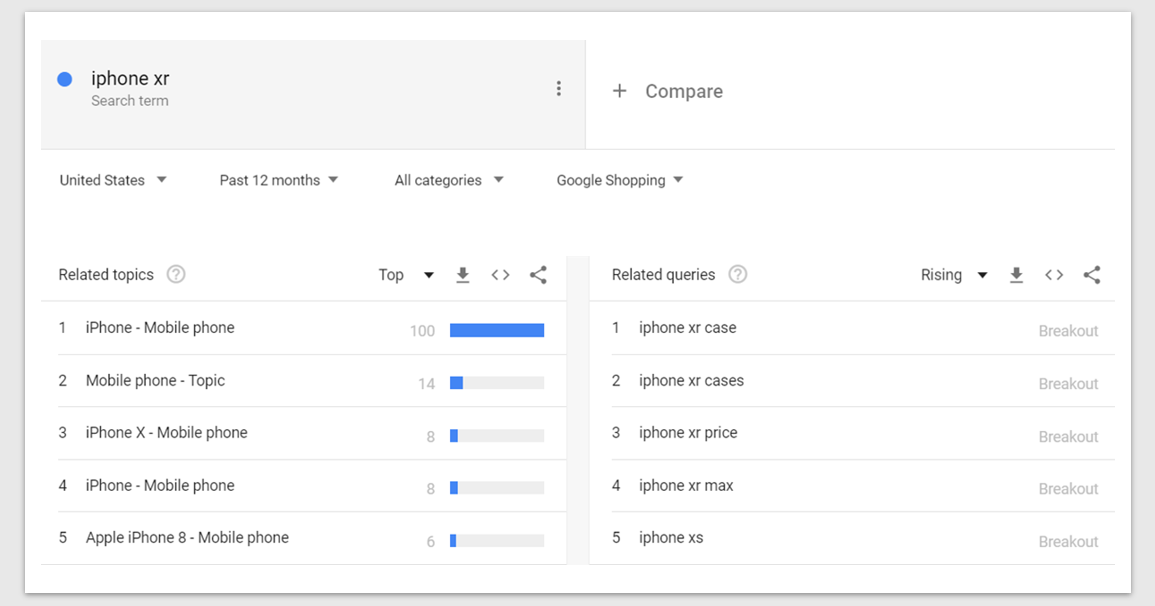 iphone xr
Search term
+ Compare
United States
Past 12 months
All categories
Google Shopping
Related topics ?
Top
<>
1 iPhone - Mobile phone 100
2 Mobile phone - Topic 14
3 iPhone X - Mobile phone 8
4 iPhone - Mobile phone 8
5 Apple iPhone 8 - Mobile phone 6
Related queries ?
Rising
<>
1 iphone xr case Breakout
2 iphone xr cases Breakout
3 iphone xr price Breakout
4 iphone xr max Breakout
5 iphone xs Breakout